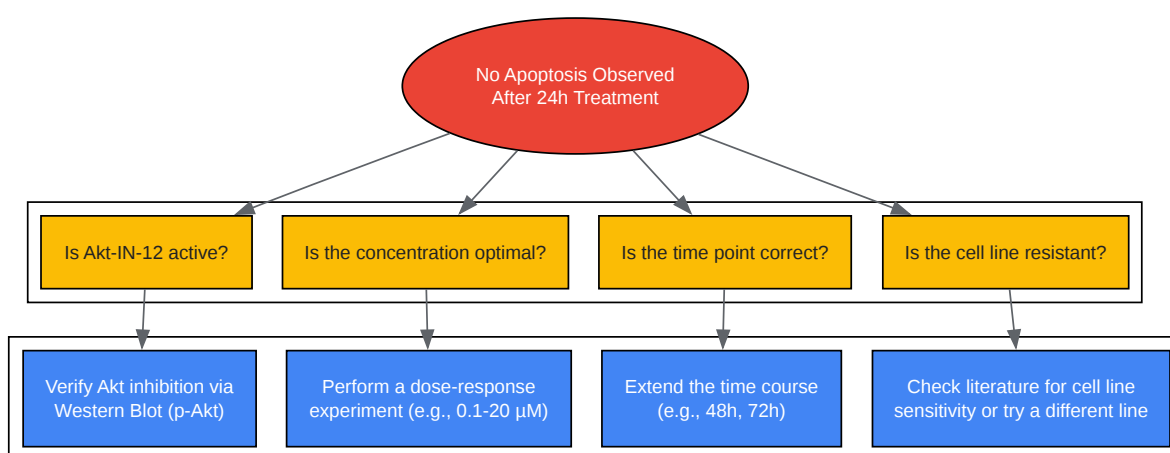 No Apoptosis Observed
After 24h Treatment
Is Akt-IN-12 active?
Is the concentration optimal?
Is the time point correct?
Is the cell line resistant?
Verify Akt inhibition via
Western Blot (p-Akt)
Perform a dose-response
experiment (e.g., 0.1-20 µM)
Extend the time course
(e.g., 48h, 72h)
Check literature for cell line
sensitivity or try a different line